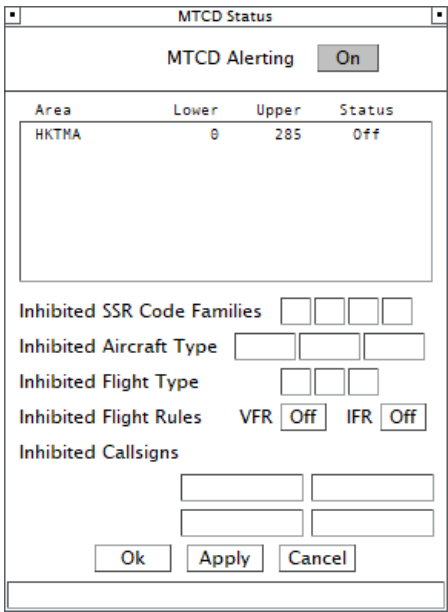 MTCD Status
MTCD Alerting On
Area Lower Upper Status
HKTMA 0 285 Off
Inhibited SSR Code Families
Inhibited Aircraft Type
Inhibited Flight Type
Inhibited Flight Rules VFR Off IFR Off
Inhibited Callsigns
Ok Apply Cancel